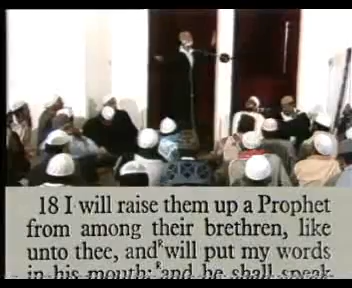 18 I will raise them up a Prophet
from among their brethren, like
unto thee, and will put my words
in his mouth; and he shall speak